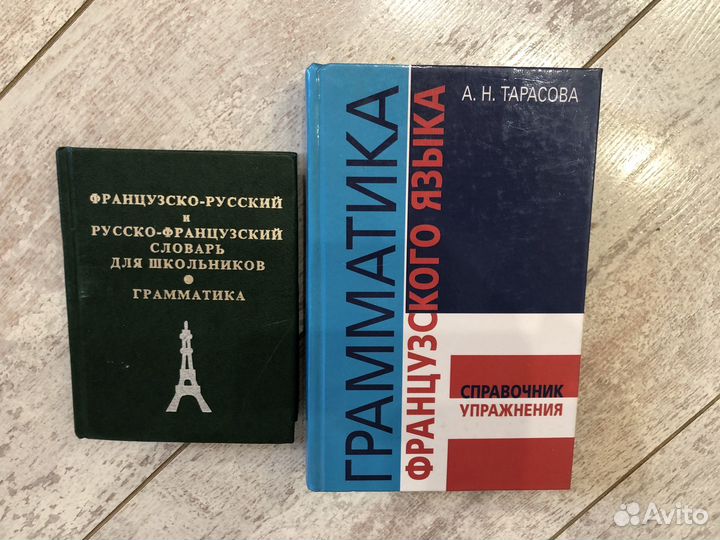 ФРАНЦУЗСКО-РУССКИЙ
и
РУССКО-ФРАНЦУЗСКИЙ
СЛОВАРЬ
ДЛЯ ШКОЛЬНИКОВ
ГРАММАТИКА
ГРАММАТИКА
ФРАНЦУЗСКОГО ЯЗЫКА
А. Н. ТАРАСОВА
СПРАВОЧНИК
УПРАЖНЕНИЯ
Avito